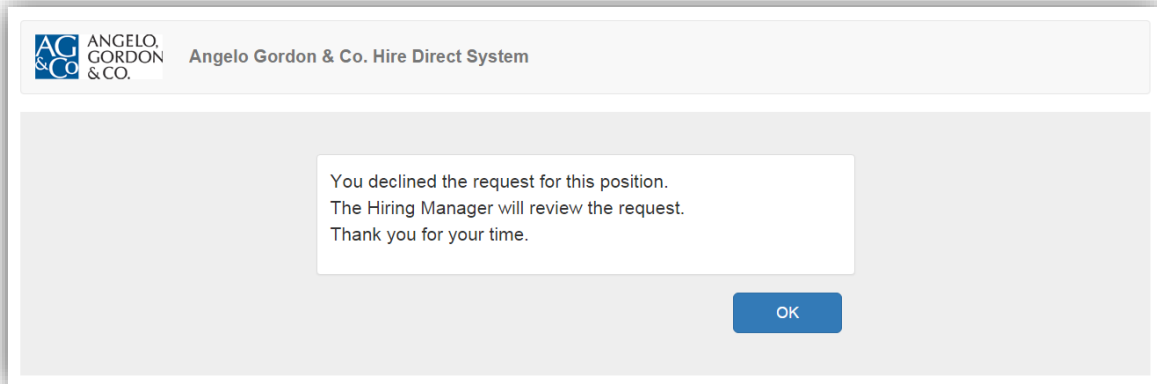 AG
&Co
ANGELO,
GORDON
& CO.
Angelo Gordon & Co. Hire Direct System
You declined the request for this position.
The Hiring Manager will review the request.
Thank you for your time.
OK